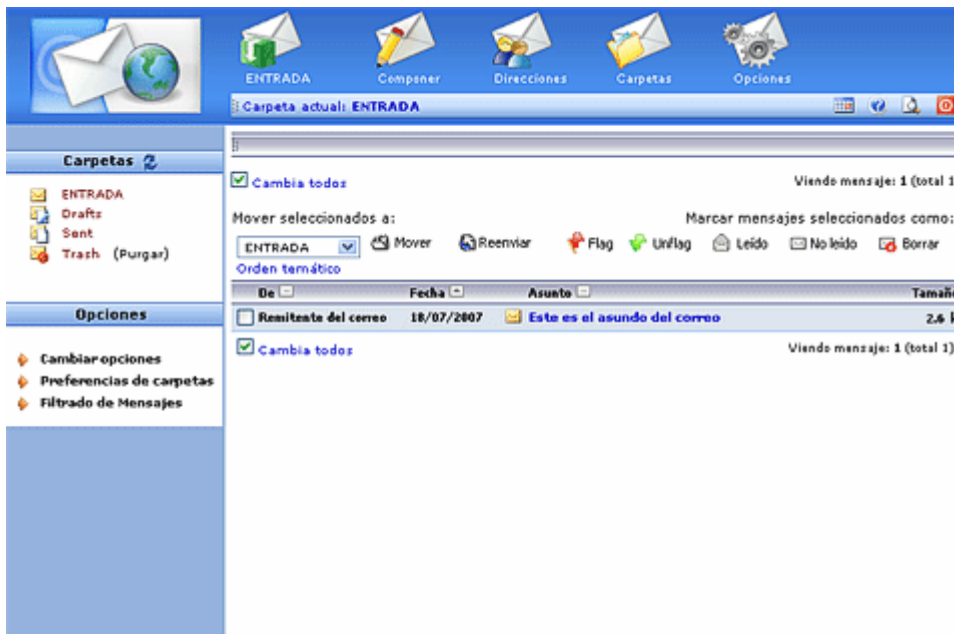 ENTRADA Componer Direcciones Carpetas Opciones
Carpeta actual: ENTRADA
Carpetas
ENTRADA
Drafts
Sent
Trash (Purgar)
Opciones
Cambiar opciones
Preferencias de carpetas
Filtrado de Mensajes
Cambia todos Viendo mensaje: 1 (total 1
Mover seleccionados a: Marcar mensajes seleccionados como:
ENTRADA Mover Reenviar Flag Unflag Leído No leído Borrar
Orden temático
De Fecha Asunto Tamaño
Remitente del correo 18/07/2007 Este es el asundo del correo 2.6 k
Cambia todos Viendo mensaje: 1 (total 1)